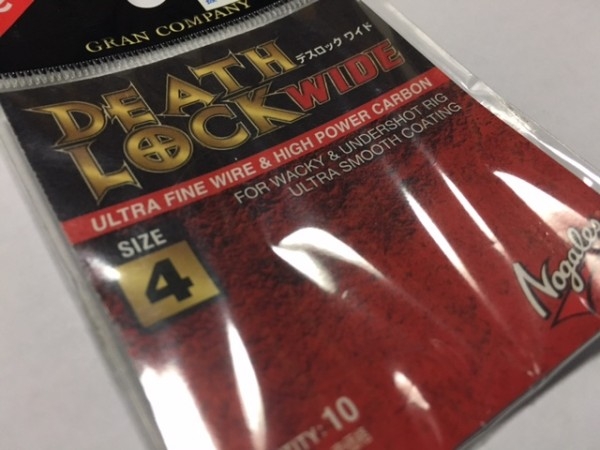 GRAN COMPANY
デスロック ワイド
DEATH
LOCK WIDE
ULTRA FINE WIRE & HIGH POWER CARBON
FOR WACKY & UNDERSHOT RIG
ULTRA SMOOTH COATING
SIZE
4
Nogales
10